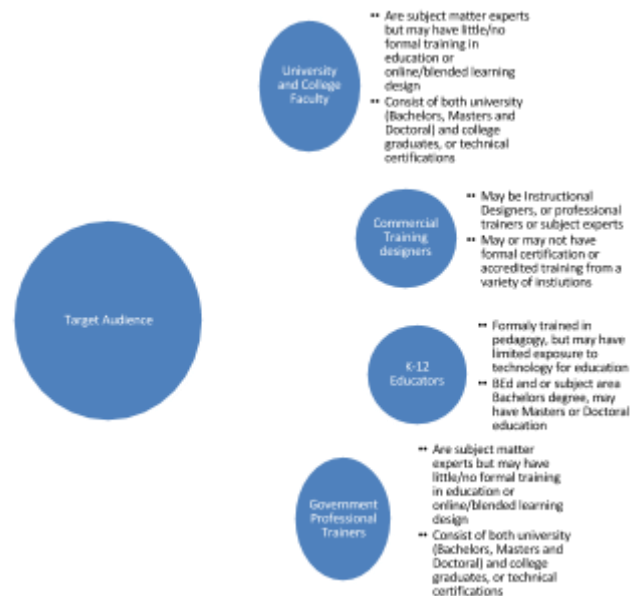 Target Audience
University
and College
Faculty
•• Are subject matter experts
but may have little/no
formal training in
education or
online/blended learning
design
•• Consist of both university
(Bachelors, Masters and
Doctoral) and college
graduates, or technical
certifications
Commercial
Training
designers
•• May be Instructional
Designers, or professional
trainers or subject experts
•• May or may not have
formal certification or
accredited training from a
variety of instiutions
K-12
Educators
•• Formaly trained in
pedagogy, but may have
limited exposure to
technology for education
•• BEd and or subject area
Bachelors degree, may
have Masters or Doctoral
education
Government
Professional
Trainers
•• Are subject matter
experts but may have
little/no formal training
in education or
online/blended learning
design
•• Consist of both university
(Bachelors, Masters and
Doctoral) and college
graduates, or technical
certifications